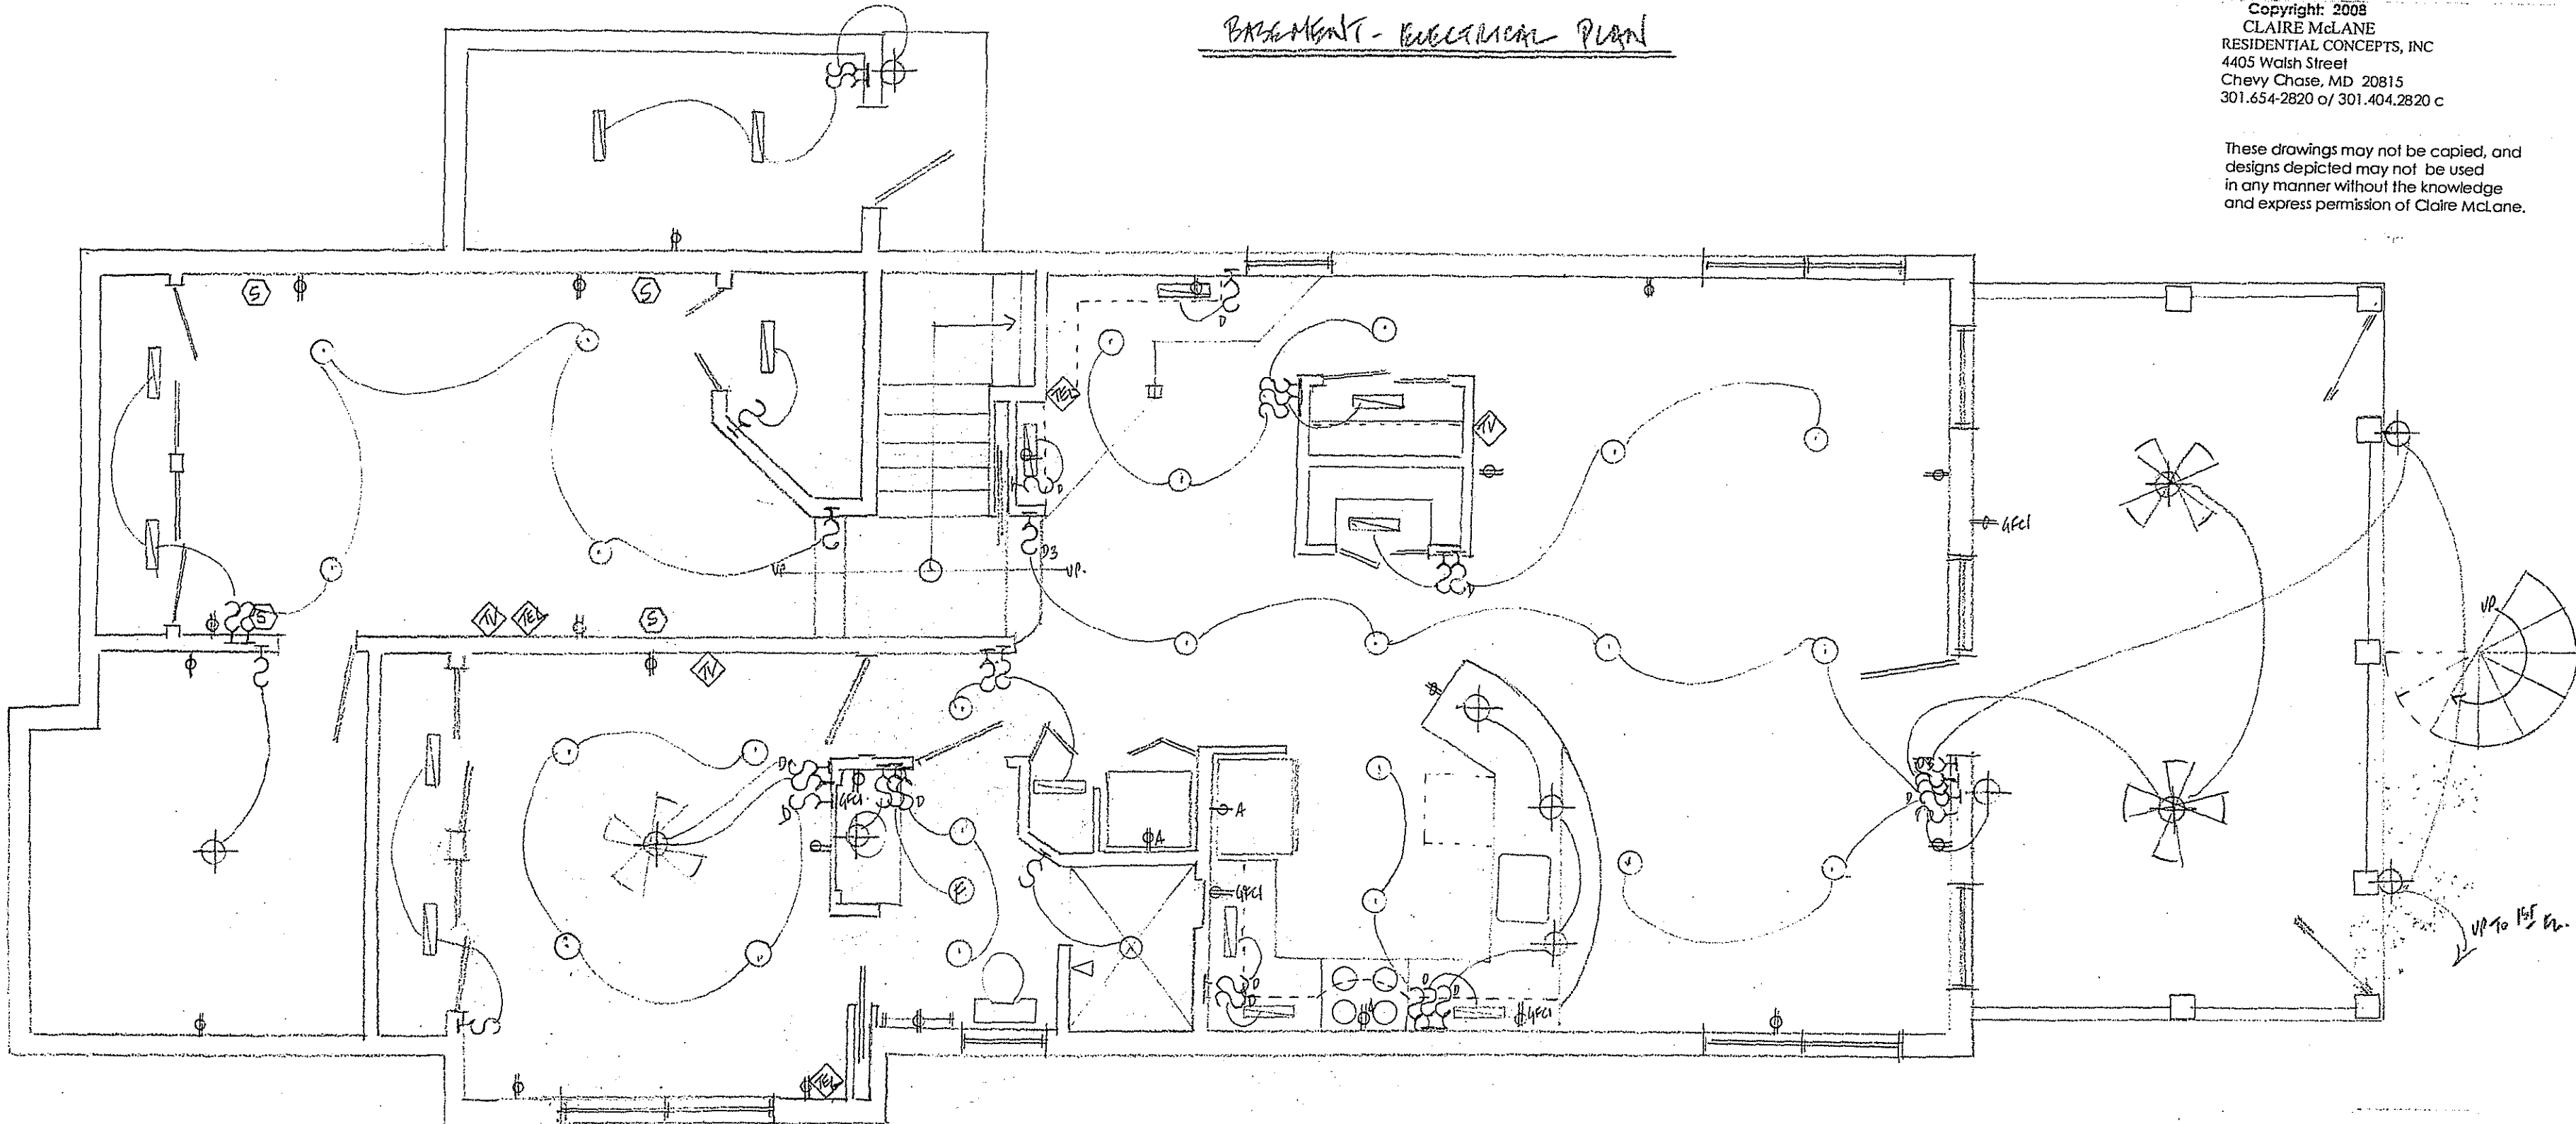 BASEMENT - ELECTRICAL PLAN
Copyright: 2008
CLAIRE McLANE
RESIDENTIAL CONCEPTS, INC
4405 Walsh Street
Chevy Chase, MD 20815
301.654-2820 o/ 301.404.2820 c
These drawings may not be copied, and
designs depicted may not be used
in any manner without the knowledge
and express permission of Claire McLane.
S
S
D
TEL
TV
D
GFCI
D3
UP
UP.
D
UP.
TV
TEL
S
S
TV
D
D
GFCI.
D
A
A
D3
D
F
GFCI
UP TO 1ST
D
D
D
D
GFCI
TEL